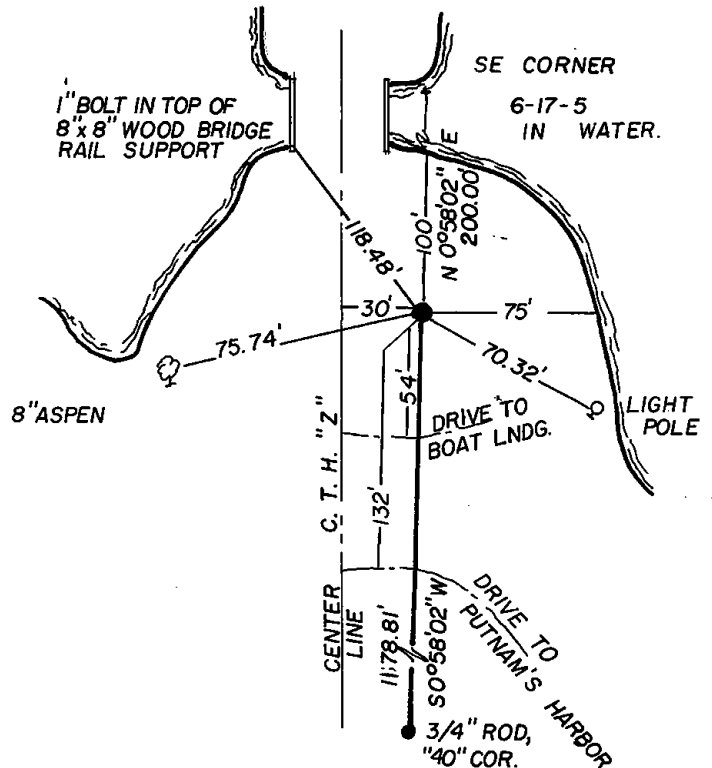 SE CORNER
6-17-5
IN WATER.
1" BOLT IN TOP OF
8" x 8" WOOD BRIDGE
RAIL SUPPORT
118.48'
100'
N 0°58'02" E
200.00'
30'
75'
75.74'
70.32'
8" ASPEN
LIGHT
POLE
54'
DRIVE TO
BOAT LNDG.
C. T. H. "Z"
132'
CENTER
LINE
1178.81'
S0°58'02"W
DRIVE TO
PUTNAM'S HARBOR
3/4" ROD,
"40" COR.